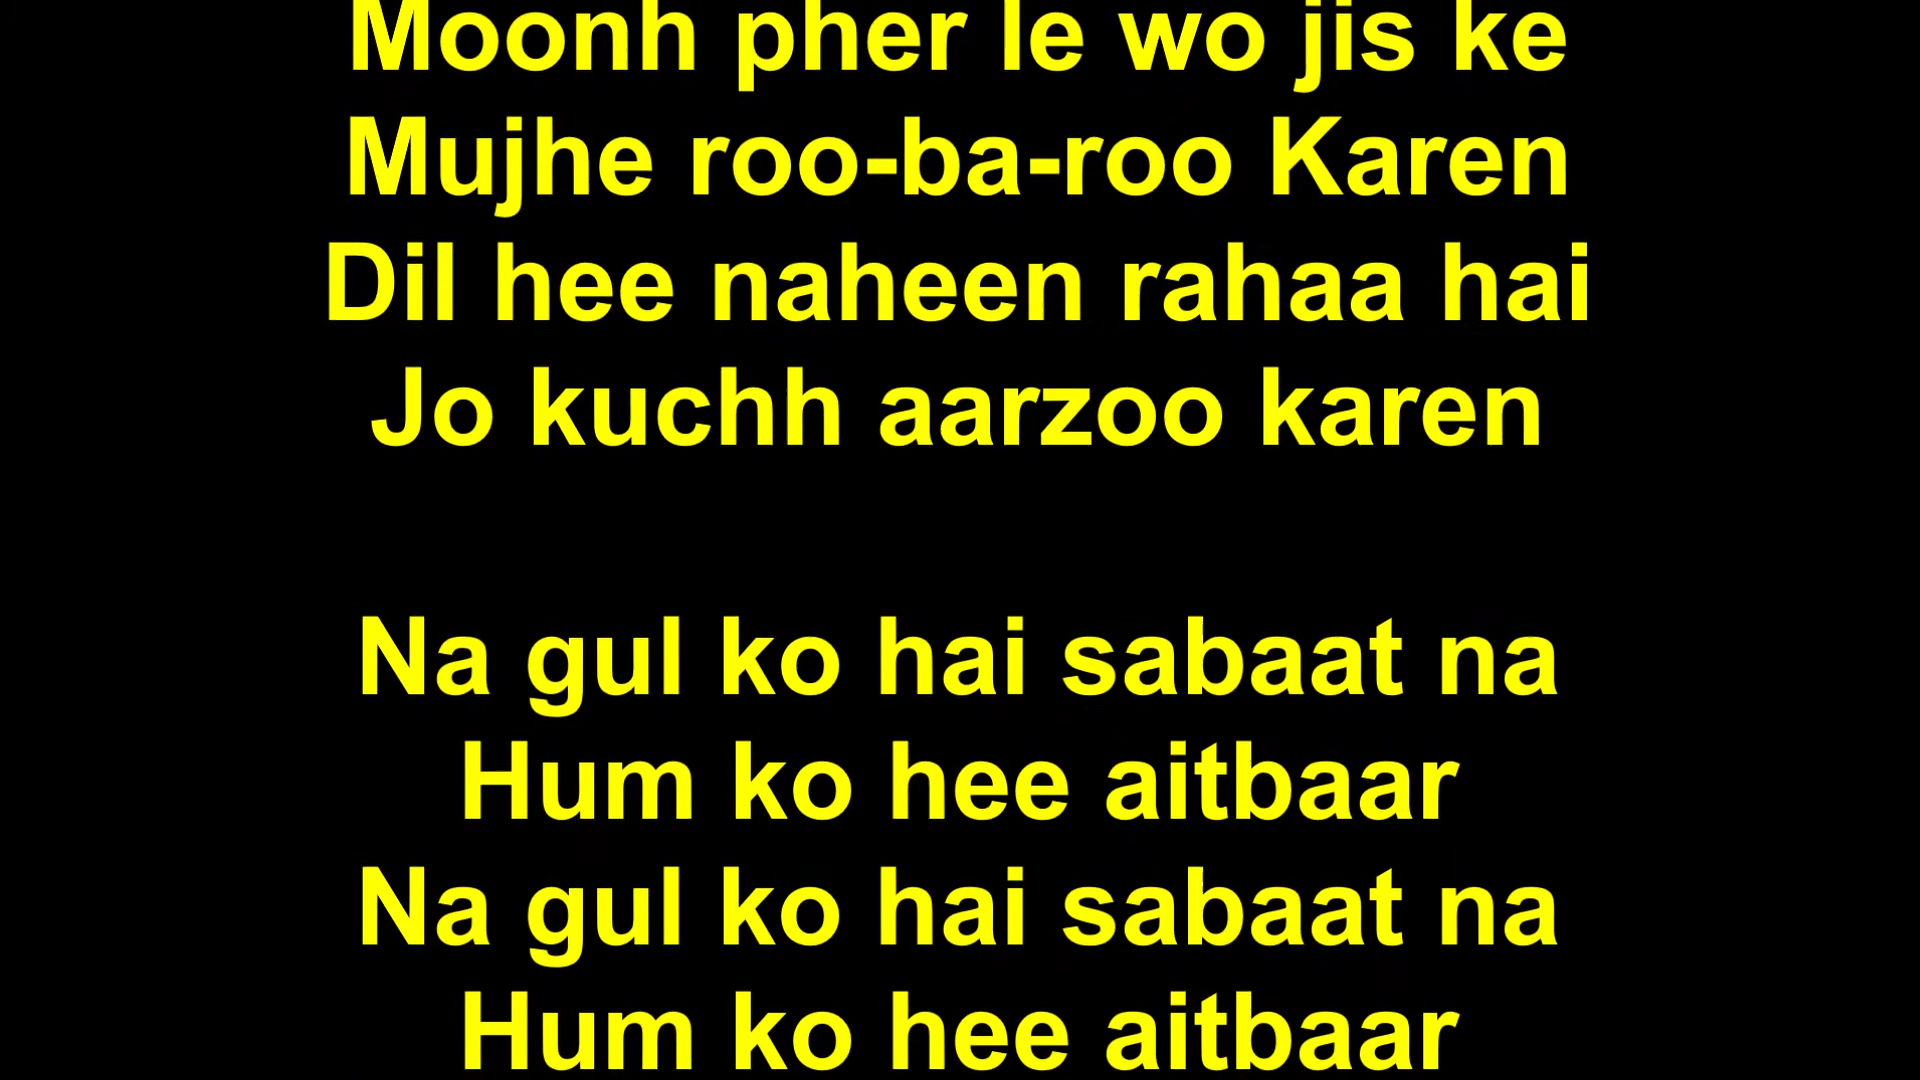 Moonh pher le wo jis ke
Mujhe roo-ba-roo Karen
Dil hee naheen rahaa hai
Jo kuchh aarzoo karen
Na gul ko hai sabaat na
Hum ko hee aitbaar
Na gul ko hai sabaat na
Hum ko hee aitbaar